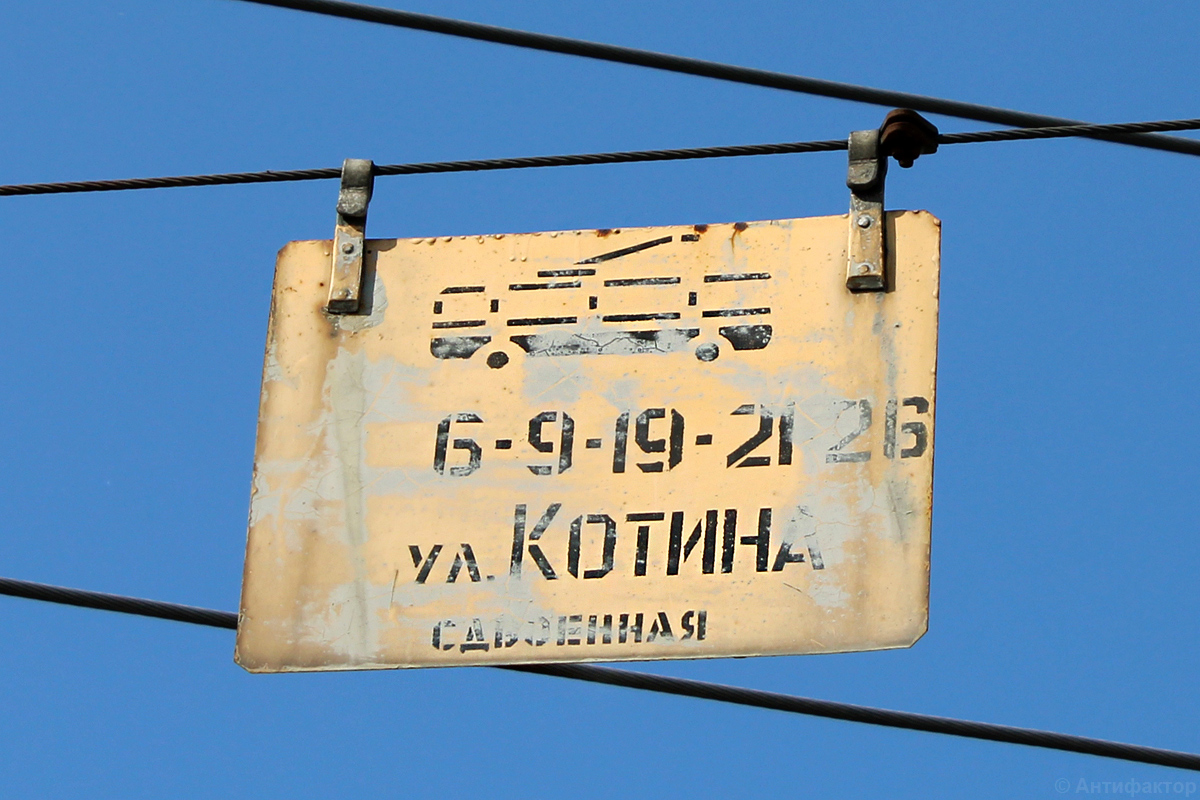 6-9-19-21 26
ул. Котина
сдвоенная
© Антифактор